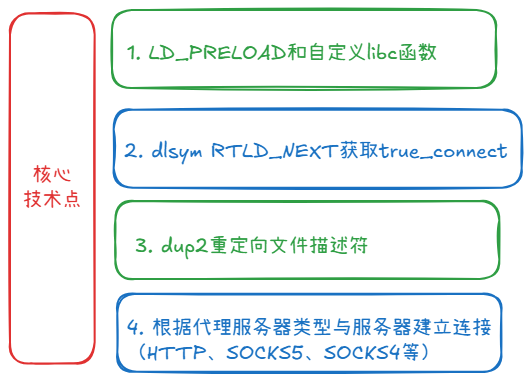 核心
技术点
1. LD_PRELOAD和自定义libc函数
2. dlsym RTLD_NEXT获取true_connect
3. dup2重定向文件描述符
4. 根据代理服务器类型与服务器建立连接
（HTTP、SOCKS5、SOCKS4等）